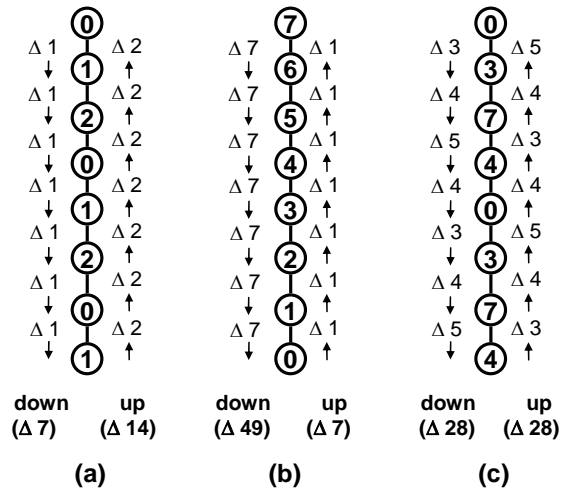 0 7 0
Δ 1 Δ 2 Δ 7 Δ 1 Δ 3 Δ 5
1 6 3
Δ 1 Δ 2 Δ 7 Δ 1 Δ 4 Δ 4
2 5 7
Δ 1 Δ 2 Δ 7 Δ 1 Δ 5 Δ 3
0 4 4
Δ 1 Δ 2 Δ 7 Δ 1 Δ 4 Δ 4
1 3 0
Δ 1 Δ 2 Δ 7 Δ 1 Δ 3 Δ 5
2 2 3
Δ 1 Δ 2 Δ 7 Δ 1 Δ 4 Δ 4
0 1 7
Δ 1 Δ 2 Δ 7 Δ 1 Δ 5 Δ 3
1 0 4
down up down up down up
(Δ 7) (Δ 14) (Δ 49) (Δ 7) (Δ 28) (Δ 28)
(a) (b) (c)